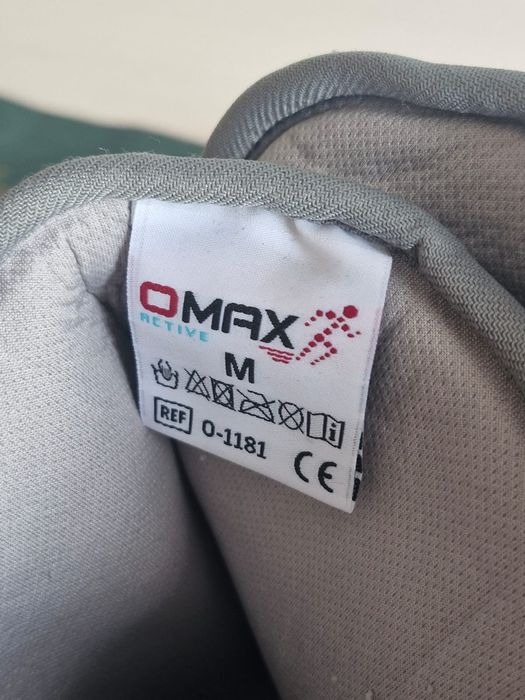 OMAX
ACTIVE
M
REF 0-1181
CE